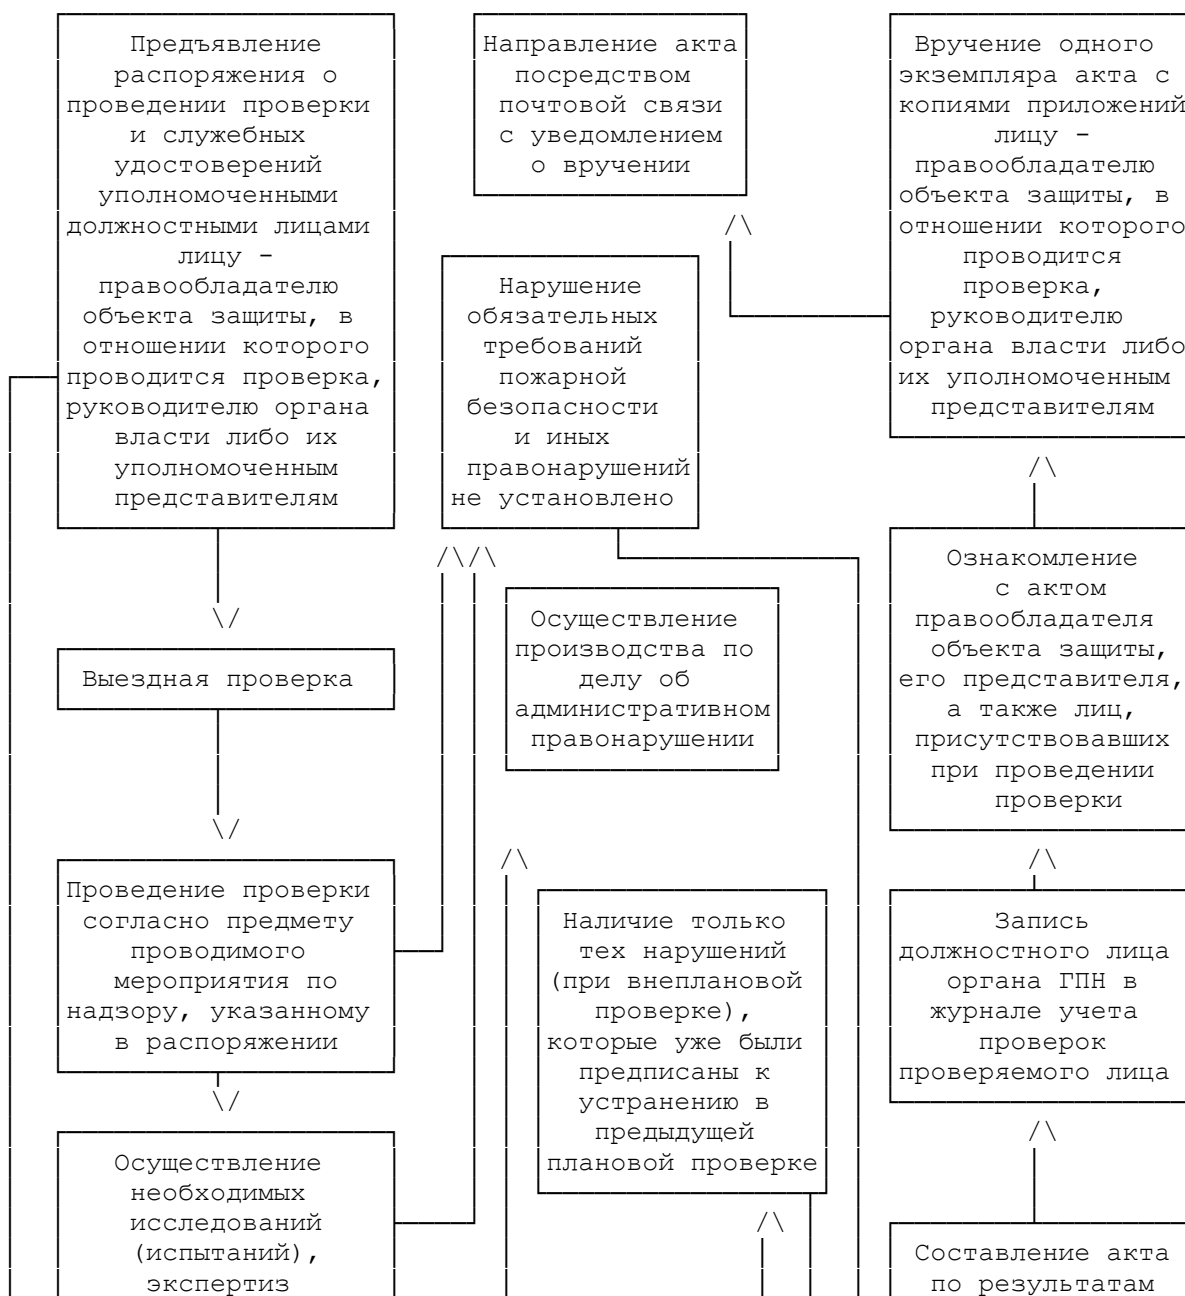 Предъявление
распоряжения о
проведении проверки
и служебных
удостоверений
уполномоченными
должностными лицами
лицу -
правообладателю
объекта защиты, в
отношении которого
проводится проверка,
руководителю органа
власти либо их
уполномоченным
представителям
Направление акта
посредством
почтовой связи
с уведомлением
о вручении
Вручение одного
экземпляра акта с
копиями приложений
лицу -
правообладателю
объекта защиты, в
отношении которого
проводится
проверка,
руководителю
органа власти либо
их уполномоченным
представителям
Нарушение
обязательных
требований
пожарной
безопасности
и иных
правонарушений
не установлено
Ознакомление
с актом
правообладателя
объекта защиты,
его представителя,
а также лиц,
присутствовавших
при проведении
проверки
Осуществление
производства по
делу об
административном
правонарушении
Выездная проверка
Проведение проверки
согласно предмету
проводимого
мероприятия по
надзору, указанному
в распоряжении
Наличие только
тех нарушений
(при внеплановой
проверке),
которые уже были
предписаны к
устранению в
предыдущей
плановой проверке
Запись
должностного лица
органа ГПН в
журнале учета
проверок
проверяемого лица
Осуществление
необходимых
исследований
(испытаний),
экспертиз
Составление акта
по результатам